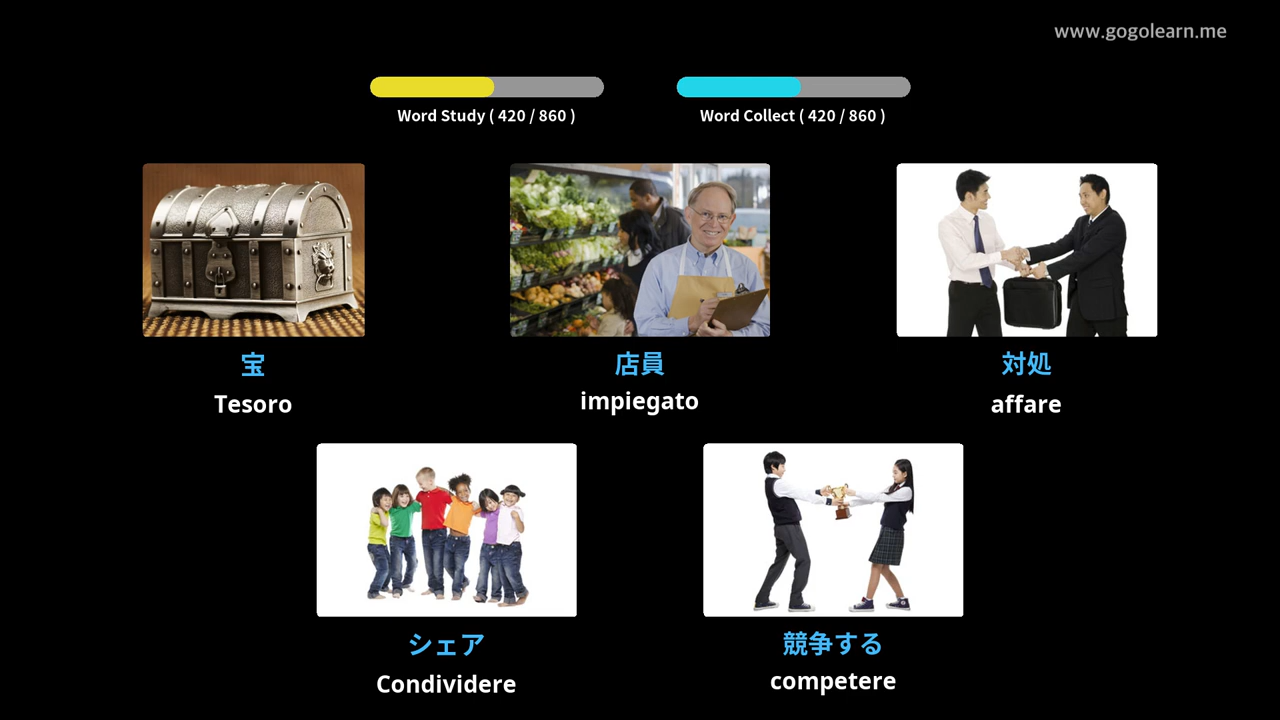 www.gogolearn.me
Word Study ( 420 / 860 )
Word Collect ( 420 / 860 )
宝
Tesoro
店員
impiegato
対処
affare
シェア
Condividere
競争する
competere